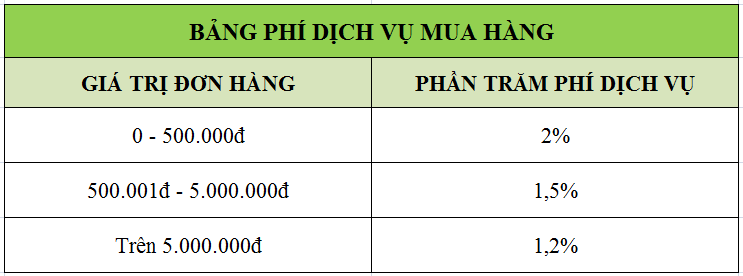 BẢNG PHÍ DỊCH VỤ MUA HÀNG
GIÁ TRỊ ĐƠN HÀNG PHẦN TRĂM PHÍ DỊCH VỤ
0 - 500.000đ 2%
500.001đ - 5.000.000đ 1,5%
Trên 5.000.000đ 1,2%